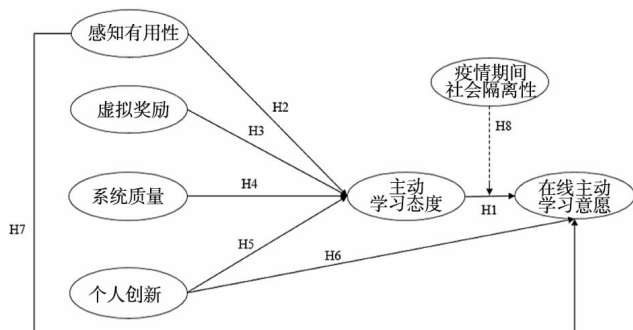 感知有用性
疫情期间
社会隔离性
H2
虚拟奖励
H3
H8
系统质量
H4
主动
学习态度
H1
在线主动
学习意愿
H7
H5
H6
个人创新